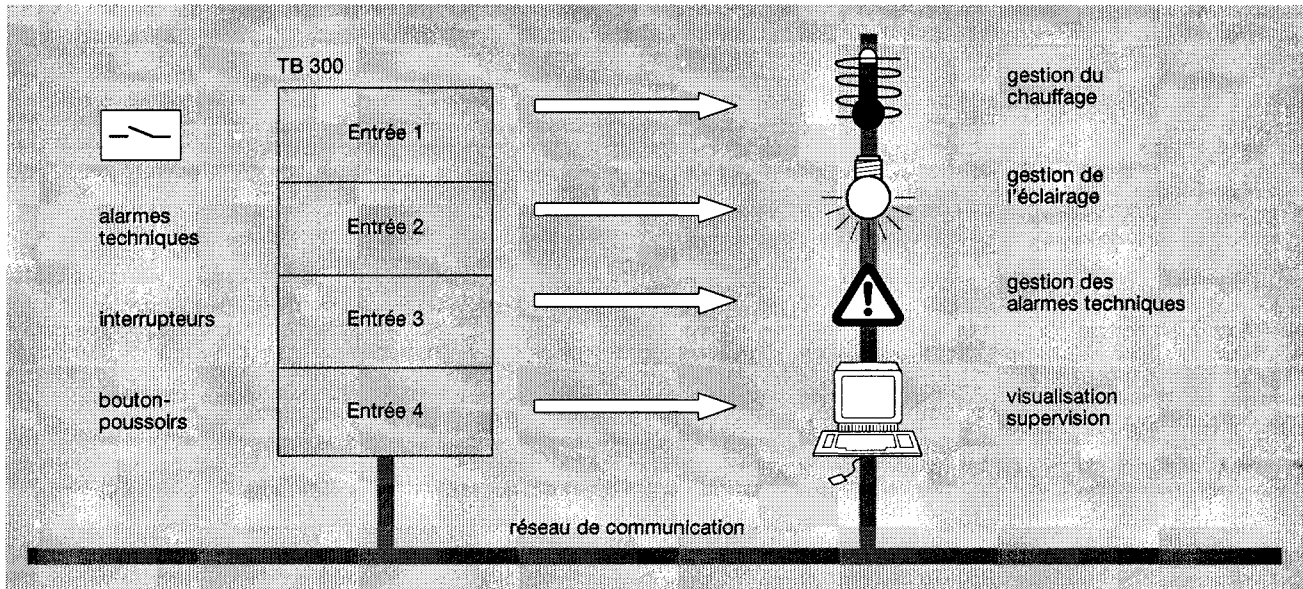 TB 300
Entrée 1
Entrée 2
Entrée 3
Entrée 4
alarmes
techniques
interrupteurs
bouton-
poussoirs
gestion du
chauffage
gestion de
l'éclairage
gestion des
alarmes techniques
visualisation
supervision
réseau de communication